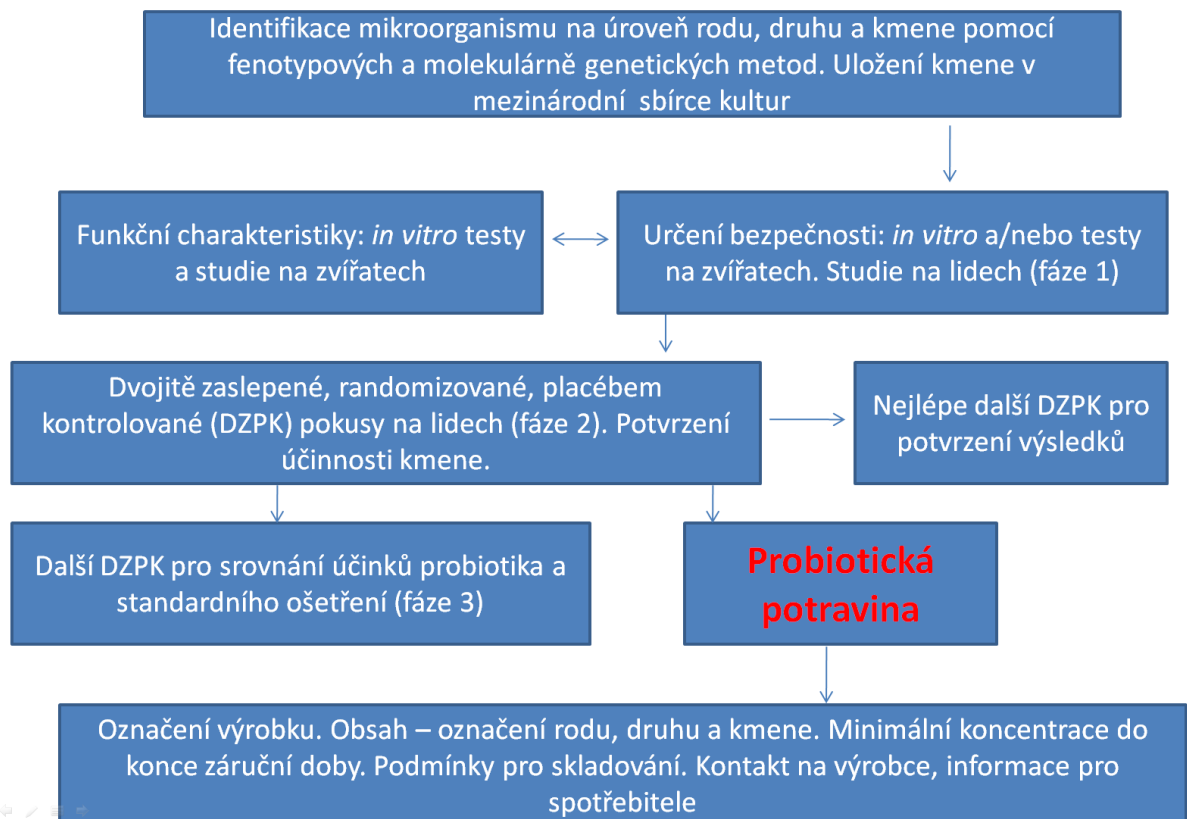 Identifikace mikroorganismu na úroveň rodu, druhu a kmene pomocí
fenotypových a molekulárně genetických metod. Uložení kmene v
mezinárodní  sbírce kultur
Funkční charakteristiky: in vitro testy
a studie na zvířatech
Určení bezpečnosti: in vitro a/nebo testy
na zvířatech. Studie na lidech (fáze 1)
Dvojitě zaslepené, randomizované, placébem
kontrolované (DZPK) pokusy na lidech (fáze 2). Potvrzení
účinnosti kmene.
Nejlépe další DZPK pro
potvrzení výsledků
Další DZPK pro srovnání účinků probiotika a
standardního ošetření (fáze 3)
Probiotická
potravina
Označení výrobku. Obsah – označení rodu, druhu a kmene. Minimální koncentrace do
konce záruční doby. Podmínky pro skladování. Kontakt na výrobce, informace pro
spotřebitele